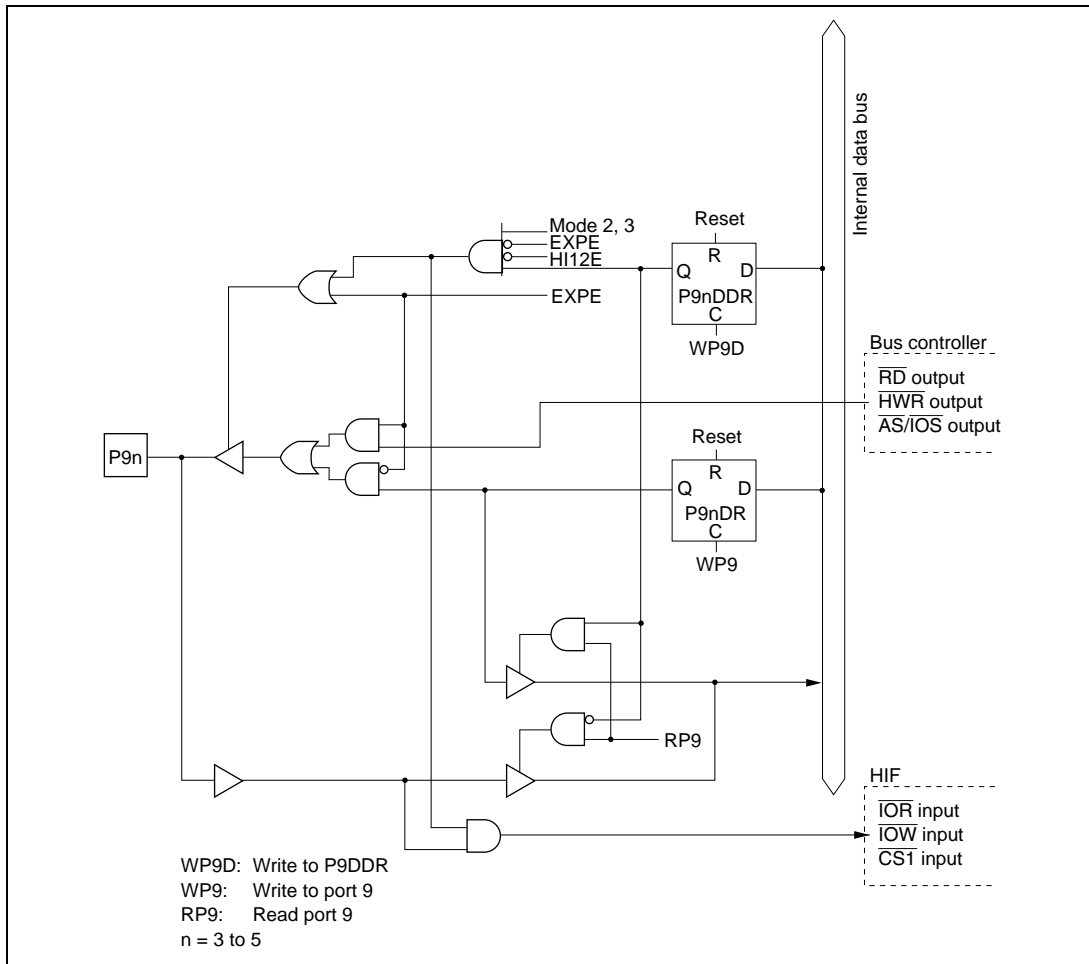 Internal data bus
Mode 2, 3
EXPE
HI12E
EXPE
Reset
R
Q
D
P9nDDR
C
WP9D
Bus controller
RD output
HWR output
AS/IOS output
P9n
Reset
R
Q
D
P9nDR
C
WP9
RP9
HIF
IOR input
IOW input
CS1 input
WP9D: Write to P9DDR
WP9: Write to port 9
RP9: Read port 9
n = 3 to 5